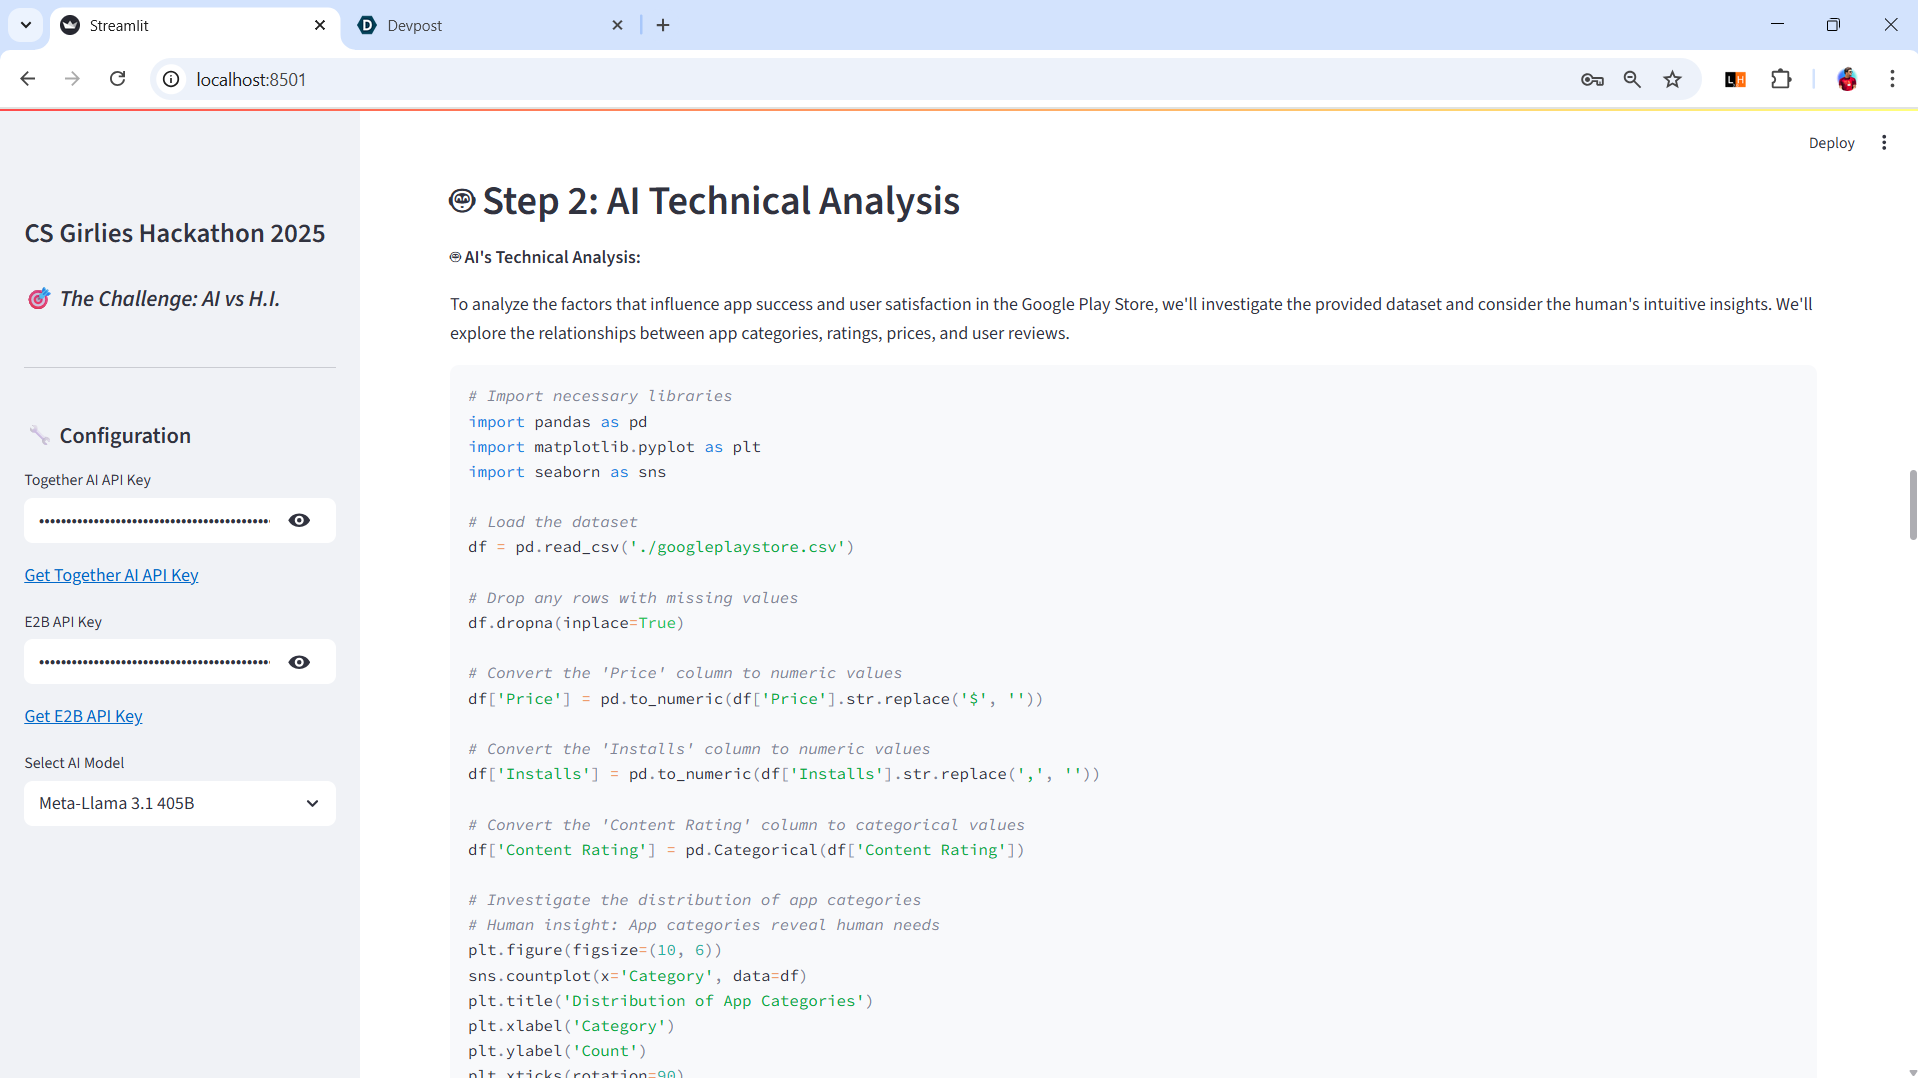 Streamlit
Devpost
localhost:8501
LH
Deploy
CS Girlies Hackathon 2025
The Challenge: AI vs H.I.
Configuration
Together AI API Key
Get Together AI API Key
E2B API Key
Get E2B API Key
Select AI Model
Meta-Llama 3.1 405B
Step 2: AI Technical Analysis
AI's Technical Analysis:
To analyze the factors that influence app success and user satisfaction in the Google Play Store, we'll investigate the provided dataset and consider the human's intuitive insights. We'll
explore the relationships between app categories, ratings, prices, and user reviews.
# Import necessary libraries
import pandas as pd
import matplotlib.pyplot as plt
import seaborn as sns
# Load the dataset
df = pd.read_csv('./googleplaystore.csv')
# Drop any rows with missing values
df.dropna(inplace=True)
# Convert the 'Price' column to numeric values
df['Price'] = pd.to_numeric(df['Price'].str.replace('$', ''))
# Convert the 'Installs' column to numeric values
df['Installs'] = pd.to_numeric(df['Installs'].str.replace(',', ''))
# Convert the 'Content Rating' column to categorical values
df['Content Rating'] = pd.Categorical(df['Content Rating'])
# Investigate the distribution of app categories
# Human insight: App categories reveal human needs
plt.figure(figsize=(10, 6))
sns.countplot(x='Category', data=df)
plt.title('Distribution of App Categories')
plt.xlabel('Category')
plt.ylabel('Count')
plt.xticks(rotation=90)